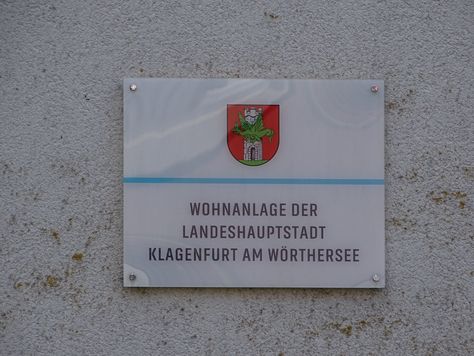 WOHNANLAGE DER
LANDESHAUPTSTADT
KLAGENFURT AM WÖRTHERSEE